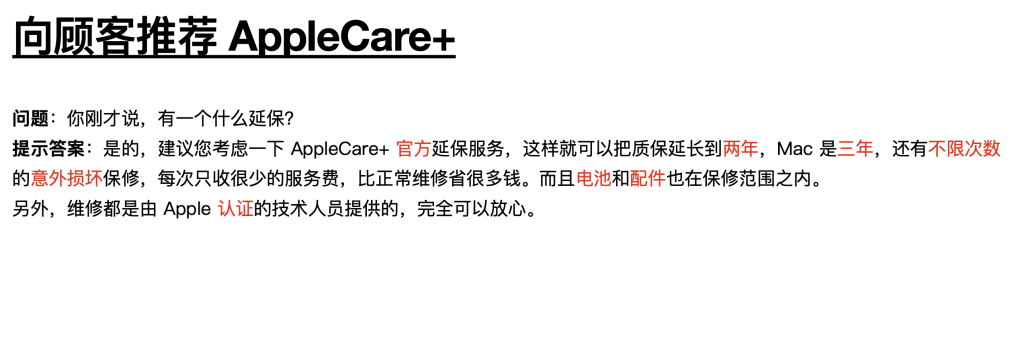 向顾客推荐 AppleCare+
问题：你刚才说，有一个什么延保？
提示答案：是的，建议您考虑一下 AppleCare+ 官方延保服务，这样就可以把质保延长到两年，Mac 是三年，还有不限次数
的意外损坏保修，每次只收很少的服务费，比正常维修省很多钱。而且电池和配件也在保修范围之内。
另外，维修都是由 Apple 认证的技术人员提供的，完全可以放心。